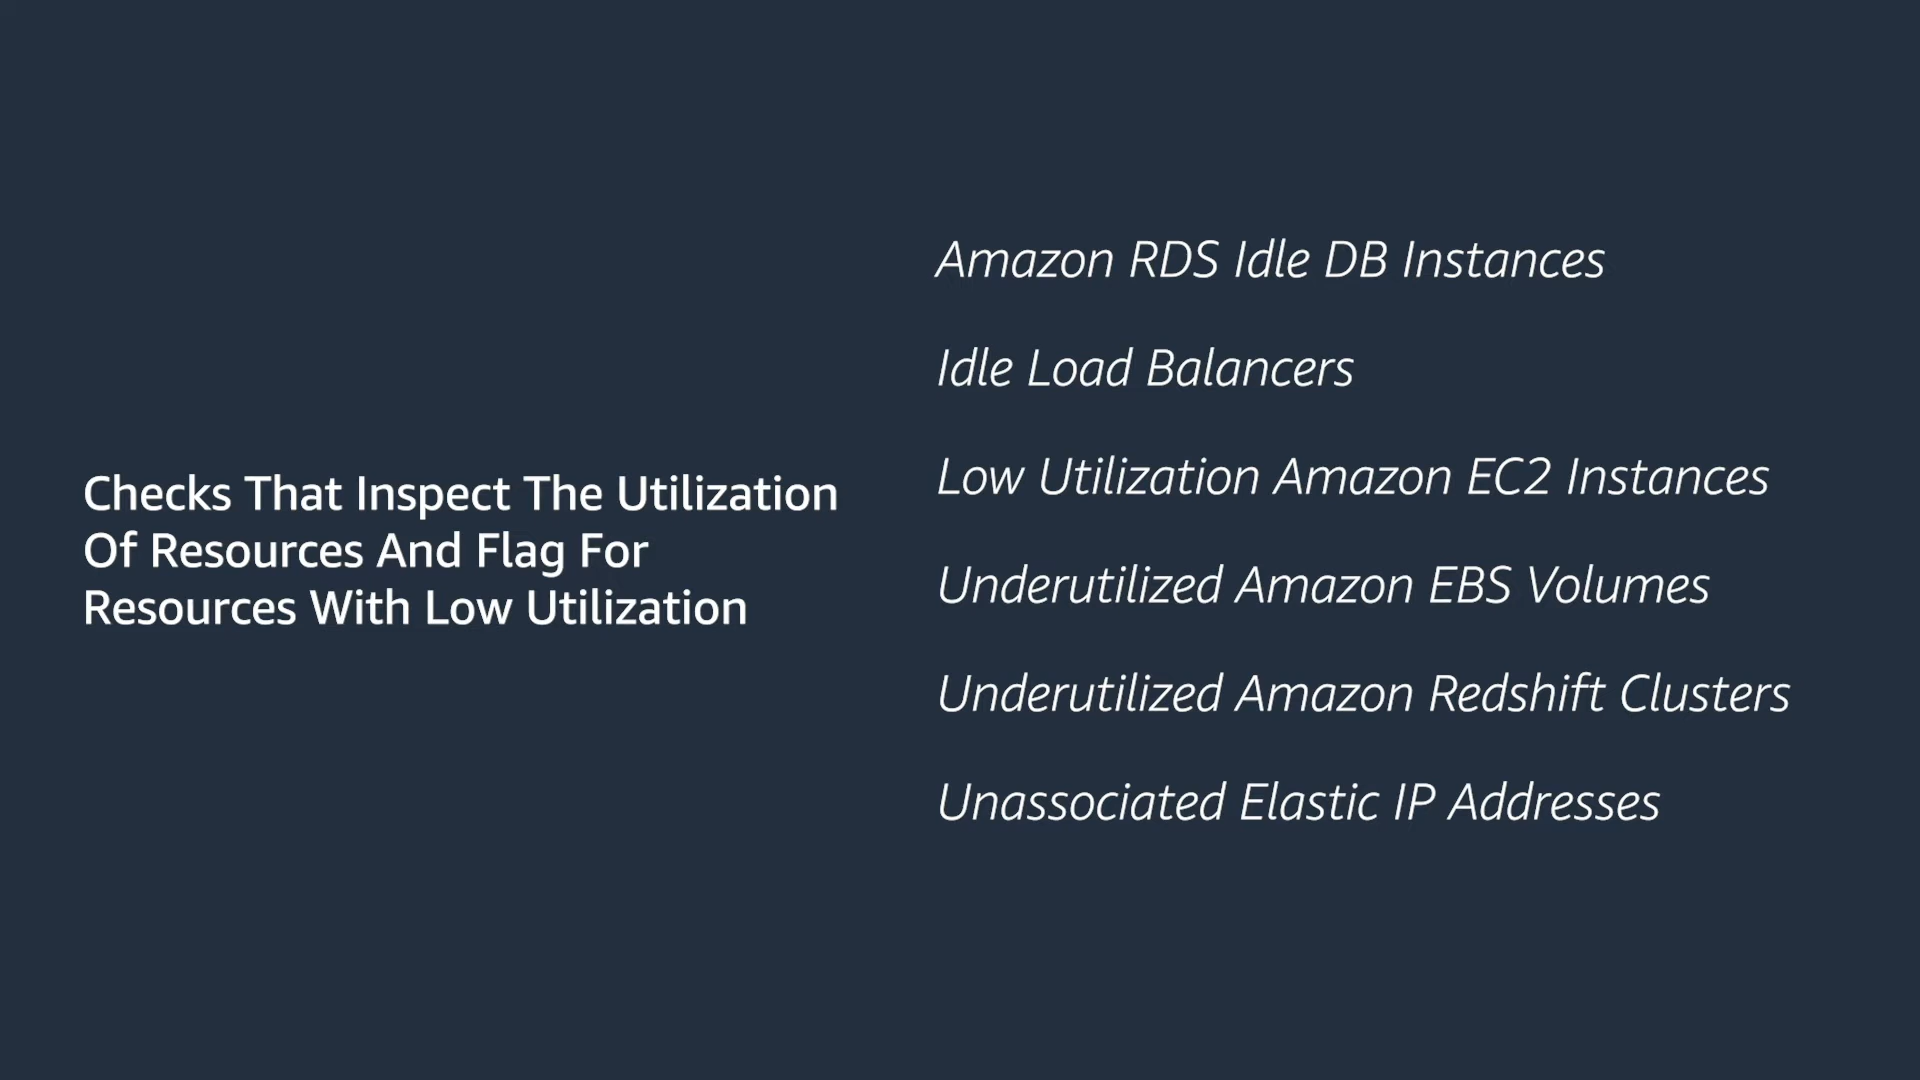 Checks That Inspect The Utilization
Of Resources And Flag For
Resources With Low Utilization
Amazon RDS Idle DB Instances
Idle Load Balancers
Low Utilization Amazon EC2 Instances
Underutilized Amazon EBS Volumes
Underutilized Amazon Redshift Clusters
Unassociated Elastic IP Addresses